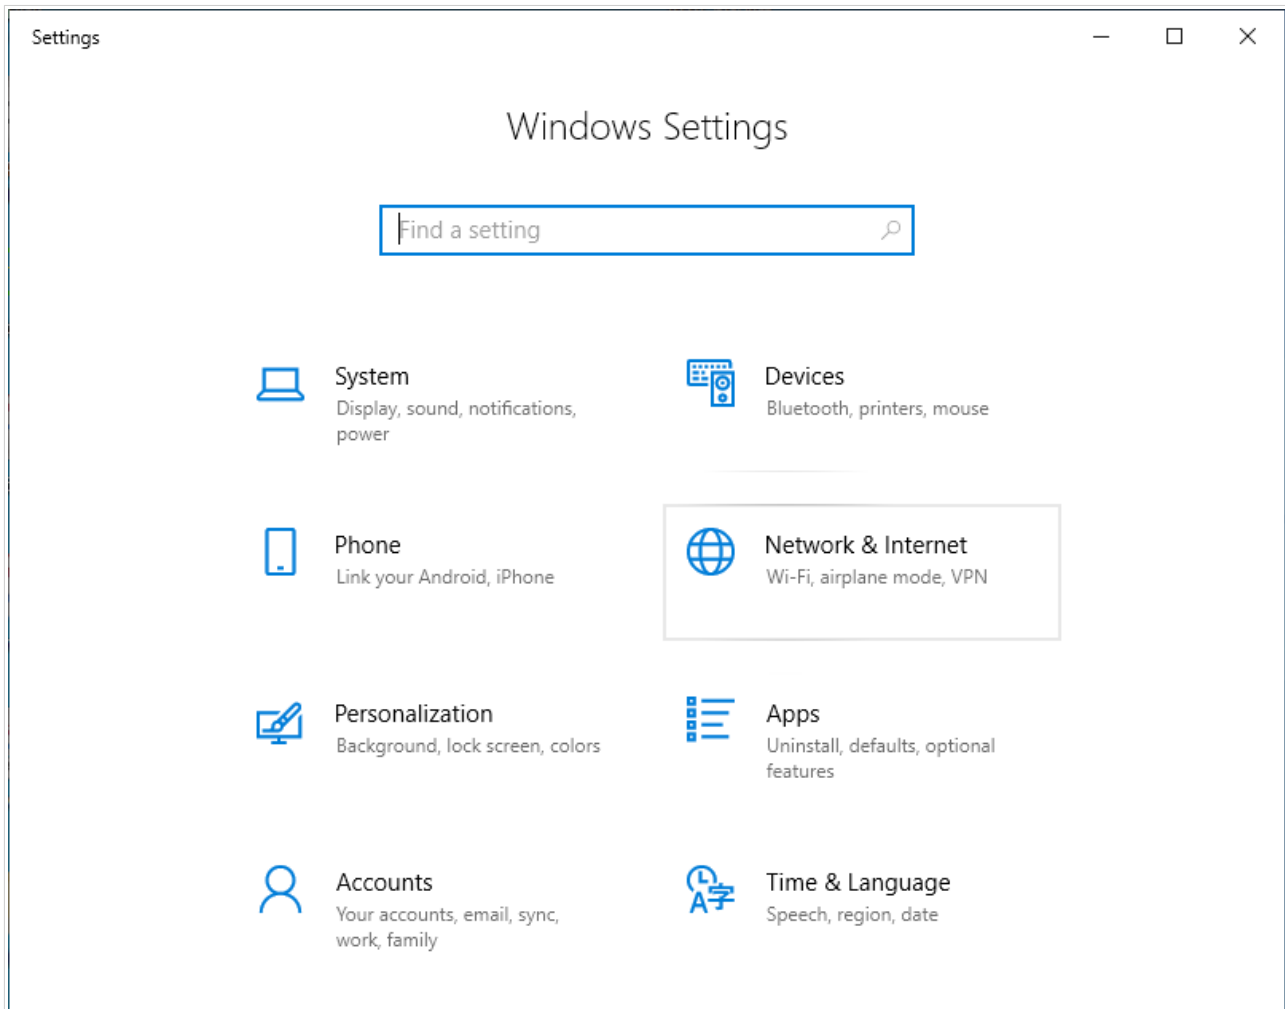 Settings
Windows Settings
Find a setting
System
Display, sound, notifications,
power
Devices
Bluetooth, printers, mouse
Phone
Link your Android, iPhone
Network & Internet
Wi-Fi, airplane mode, VPN
Personalization
Background, lock screen, colors
Apps
Uninstall, defaults, optional
features
Accounts
Your accounts, email, sync,
work, family
Time & Language
Speech, region, date